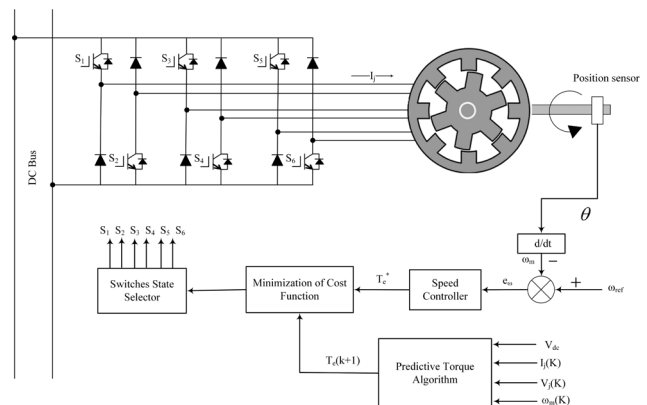 S1
S3
S5
Ij
Position sensor
DC Bus
S2
S4
S6
θ
d/dt
S1 S2 S3 S4 S5 S6
ωm
−
Switches State
Selector
Minimization of Cost
Function
Te*
Speed
Controller
em
+
ωref
Te(k+1)
Predictive Torque
Algorithm
Vdc
Ij(K)
Vj(K)
ωm(K)